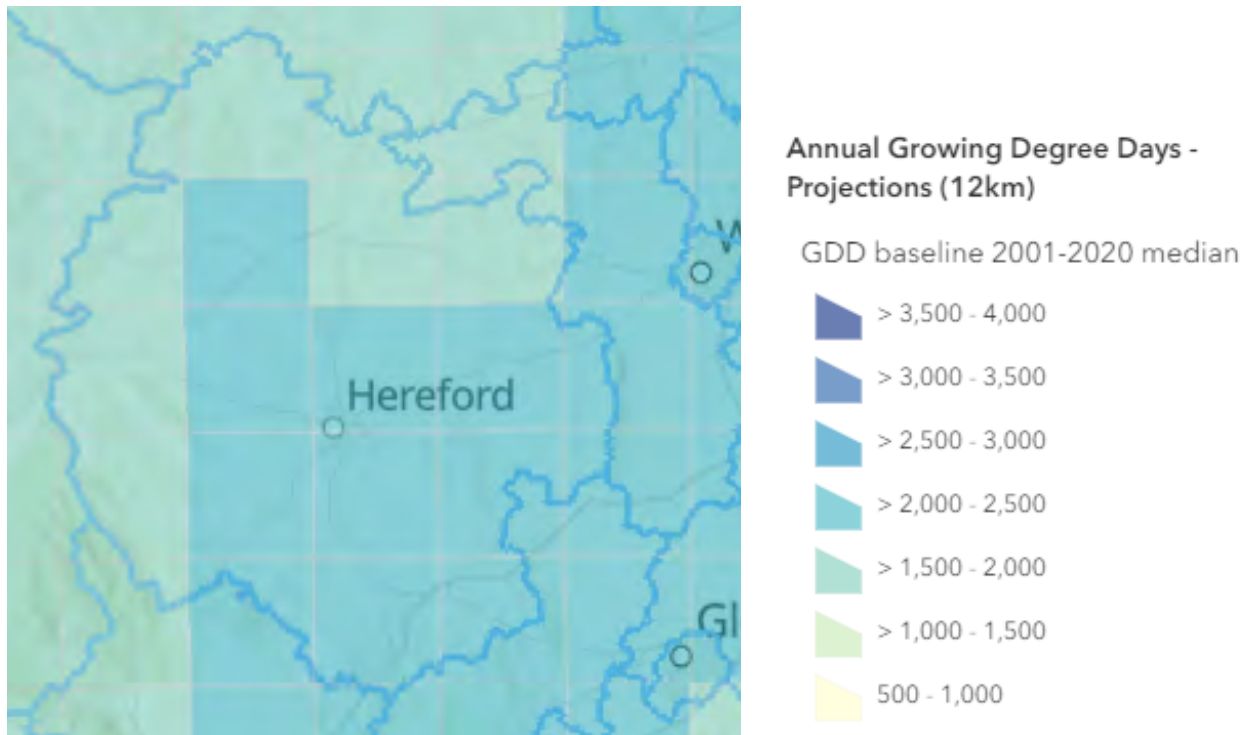 Hereford
W
Gl
Annual Growing Degree Days -
Projections (12km)
GDD baseline 2001-2020 median
> 3,500 - 4,000
> 3,000 - 3,500
> 2,500 - 3,000
> 2,000 - 2,500
> 1,500 - 2,000
> 1,000 - 1,500
500 - 1,000